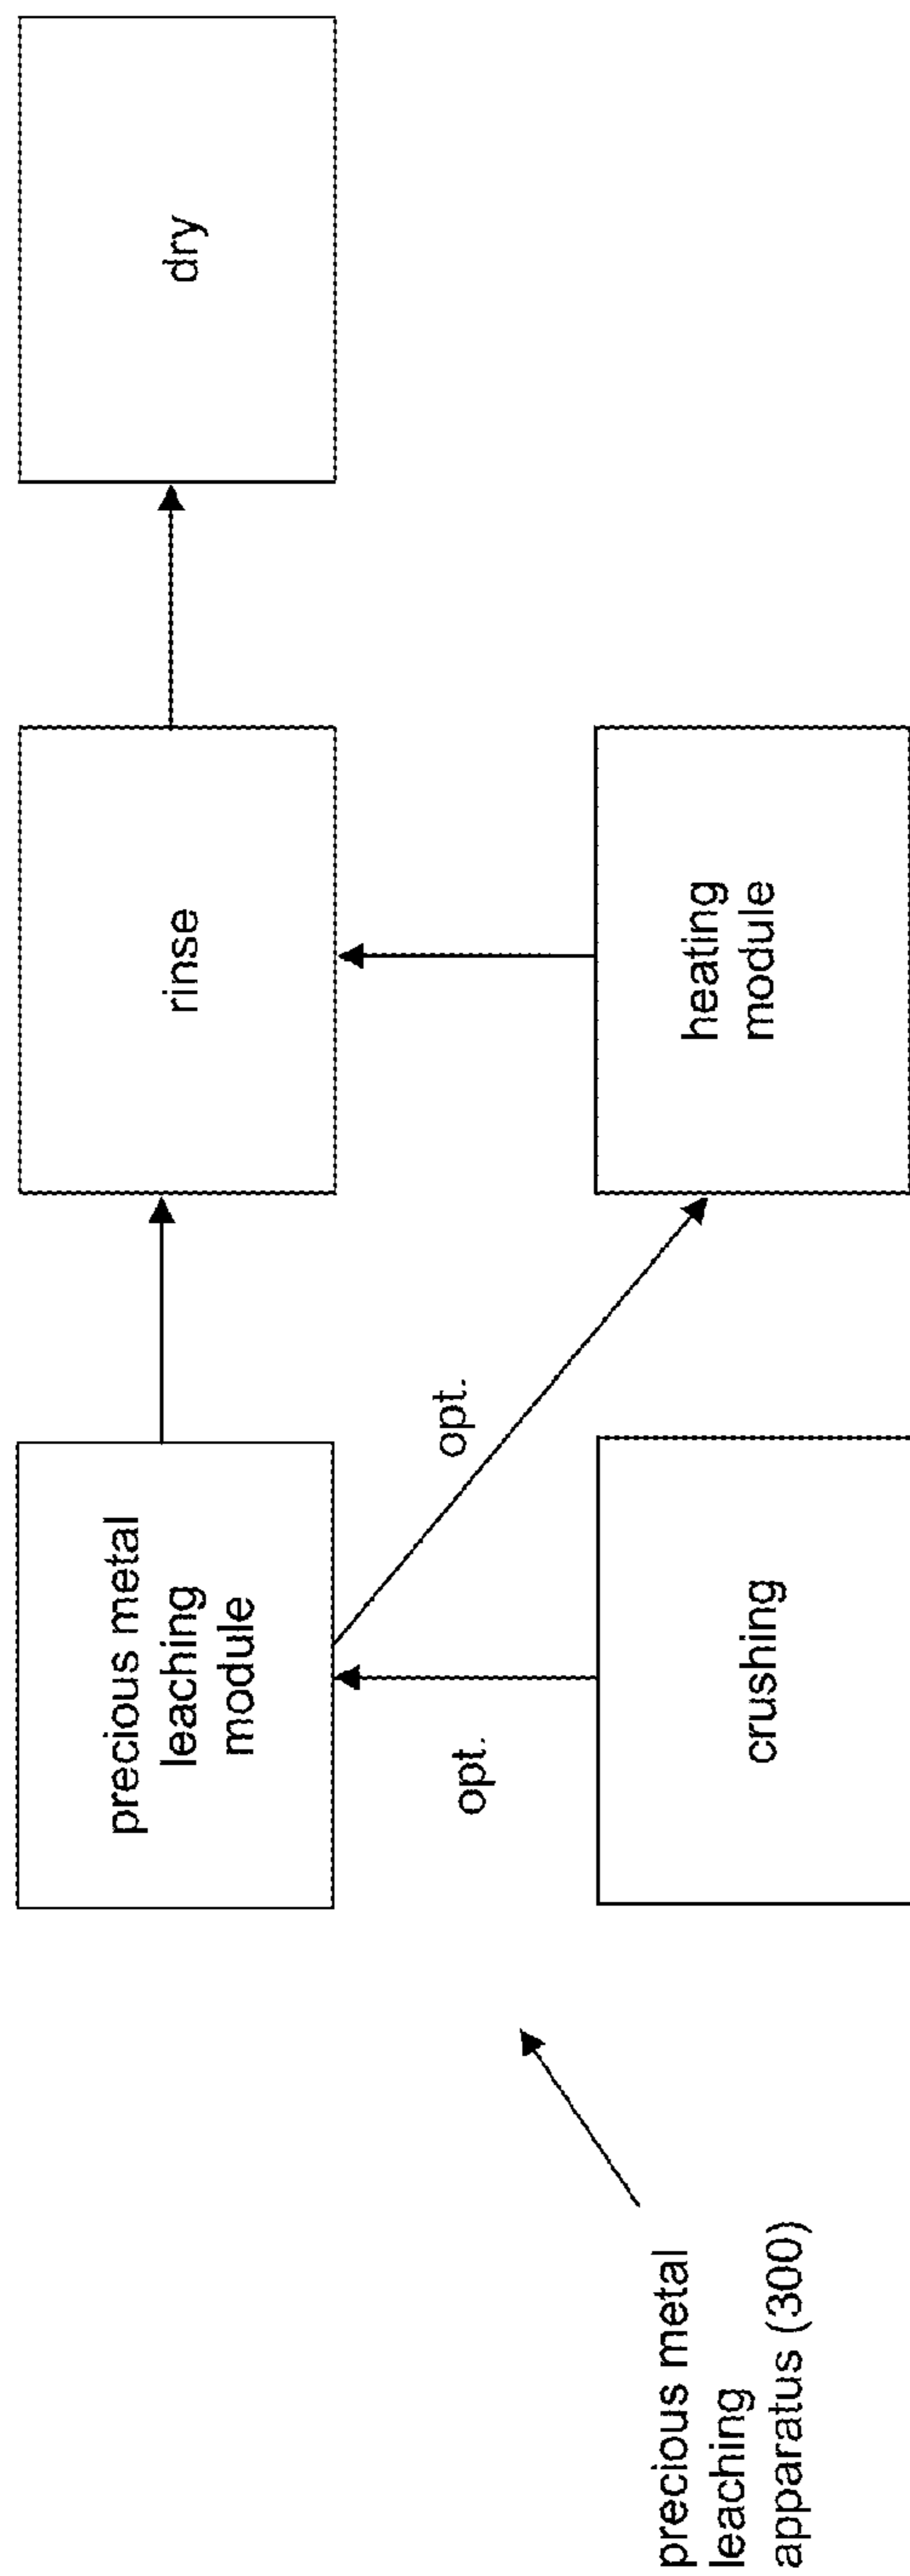 precious metal
leaching
module
rinse
dry
opt.
opt.
crushing
heating
module
precious metal
leaching
apparatus (300)